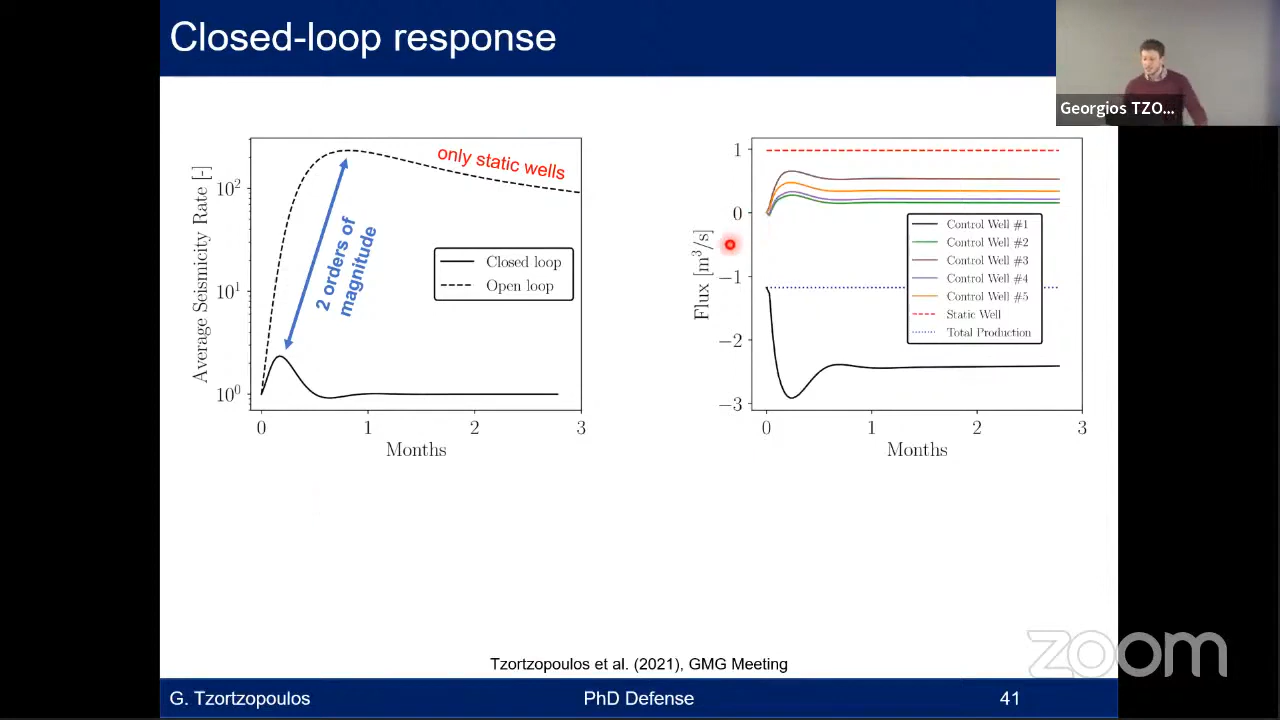 Closed-loop response
Georgios TZO...
only static wells
2 orders of
magnitude
Average Seismicity Rate [-]
10²
10¹
10⁰
Closed loop
Open loop
0 1 2 3
Months
Flux [m³/s]
1
0
−1
−2
−3
Control Well #1
Control Well #2
Control Well #3
Control Well #4
Control Well #5
Static Well
Total Production
0 1 2 3
Months
Tzortzopoulos et al. (2021), GMG Meeting
zoom
G. Tzortzopoulos PhD Defense 41